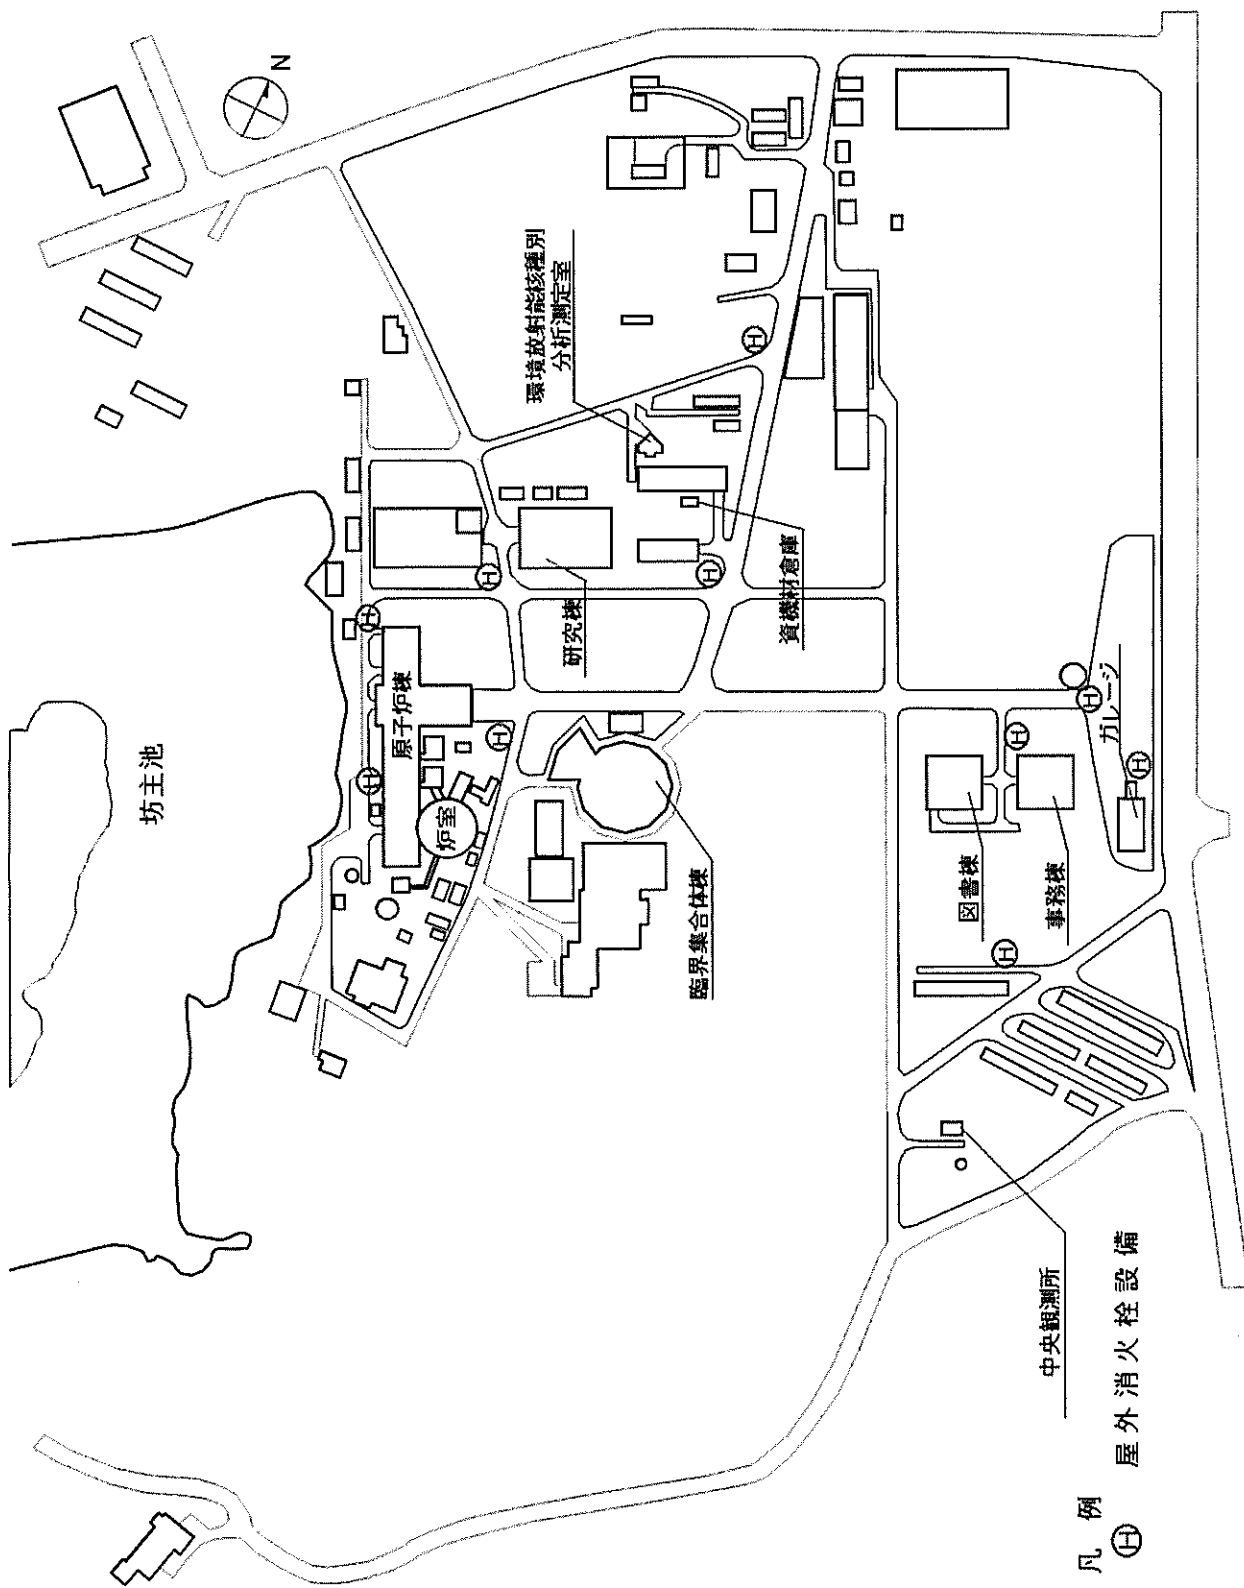 N
坊主池
環境放射能核種別
分析測定室
原子炉棟
炉室
研究棟
資機材倉庫
臨界集合体棟
図書棟
事務棟
ガレージ
中央観測所
H
H
H
H
H
H
H
H
H
H
凡 例
H 屋外消火栓設備